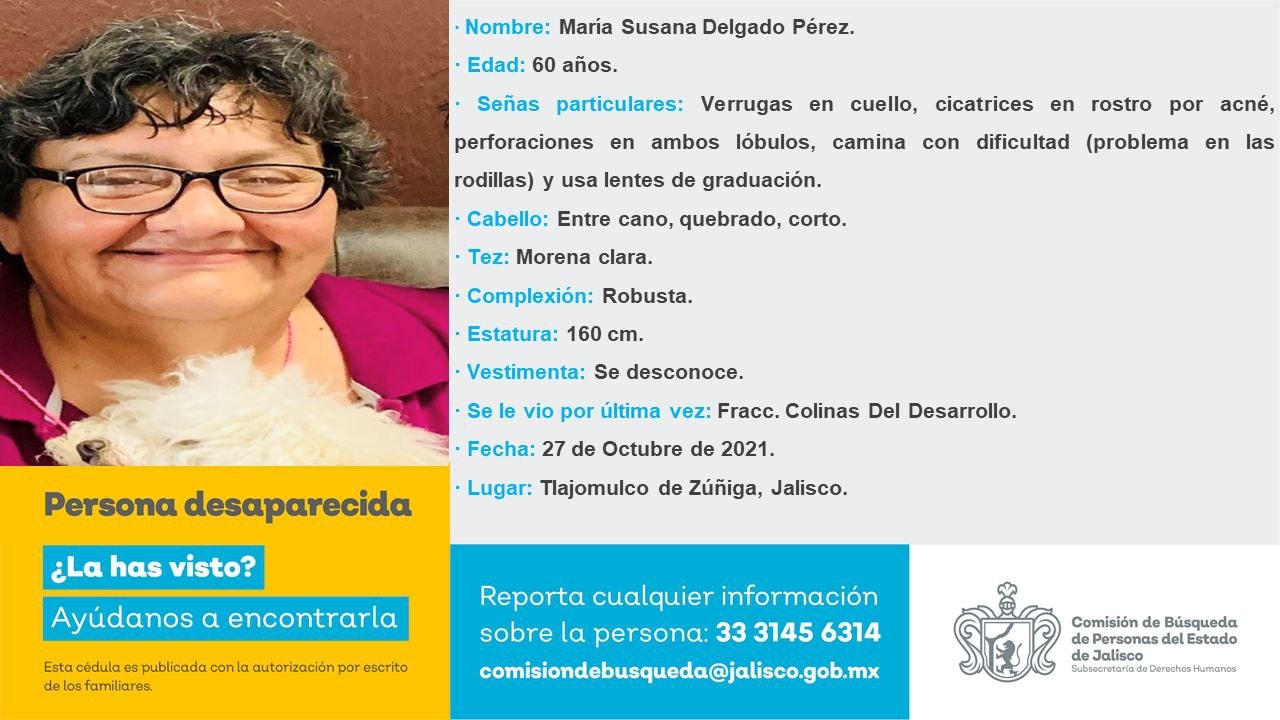 · Nombre: María Susana Delgado Pérez.
· Edad: 60 años.
· Señas particulares: Verrugas en cuello, cicatrices en rostro por acné,
perforaciones en ambos lóbulos, camina con dificultad (problema en las
rodillas) y usa lentes de graduación.
· Cabello: Entre cano, quebrado, corto.
· Tez: Morena clara.
· Complexión: Robusta.
· Estatura: 160 cm.
· Vestimenta: Se desconoce.
· Se le vio por última vez: Fracc. Colinas Del Desarrollo.
· Fecha: 27 de Octubre de 2021.
· Lugar: Tlajomulco de Zúñiga, Jalisco.
Persona desaparecida
¿La has visto?
Ayúdanos a encontrarla
Esta cédula es publicada con la autorización por escrito
de los familiares.
Reporta cualquier información
sobre la persona: 33 3145 6314
comisiondebusqueda@jalisco.gob.mx
Comisión de Búsqueda
de Personas del Estado
de Jalisco
Subsecretaría de Derechos Humanos